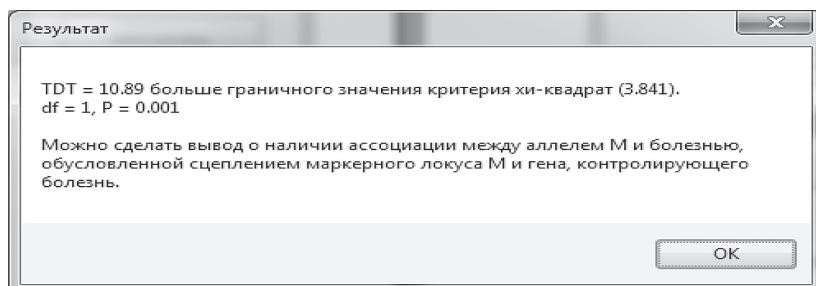 Результат
TDT = 10.89 больше граничного значения критерия хи-квадрат (3.841).
df = 1, P = 0.001
Можно сделать вывод о наличии ассоциации между аллелем М и болезнью,
обусловленной сцеплением маркерного локуса М и гена, контролирующего
болезнь.
OK